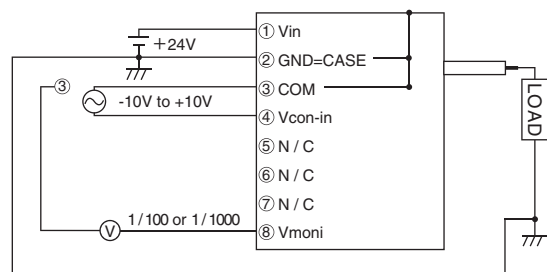 ① Vin
+24V
② GND=CASE
③
③ COM
-10V to +10V
④ Vcon-in
⑤ N / C
⑥ N / C
⑦ N / C
1/100 or 1/1000
V
⑧ Vmoni
LOAD